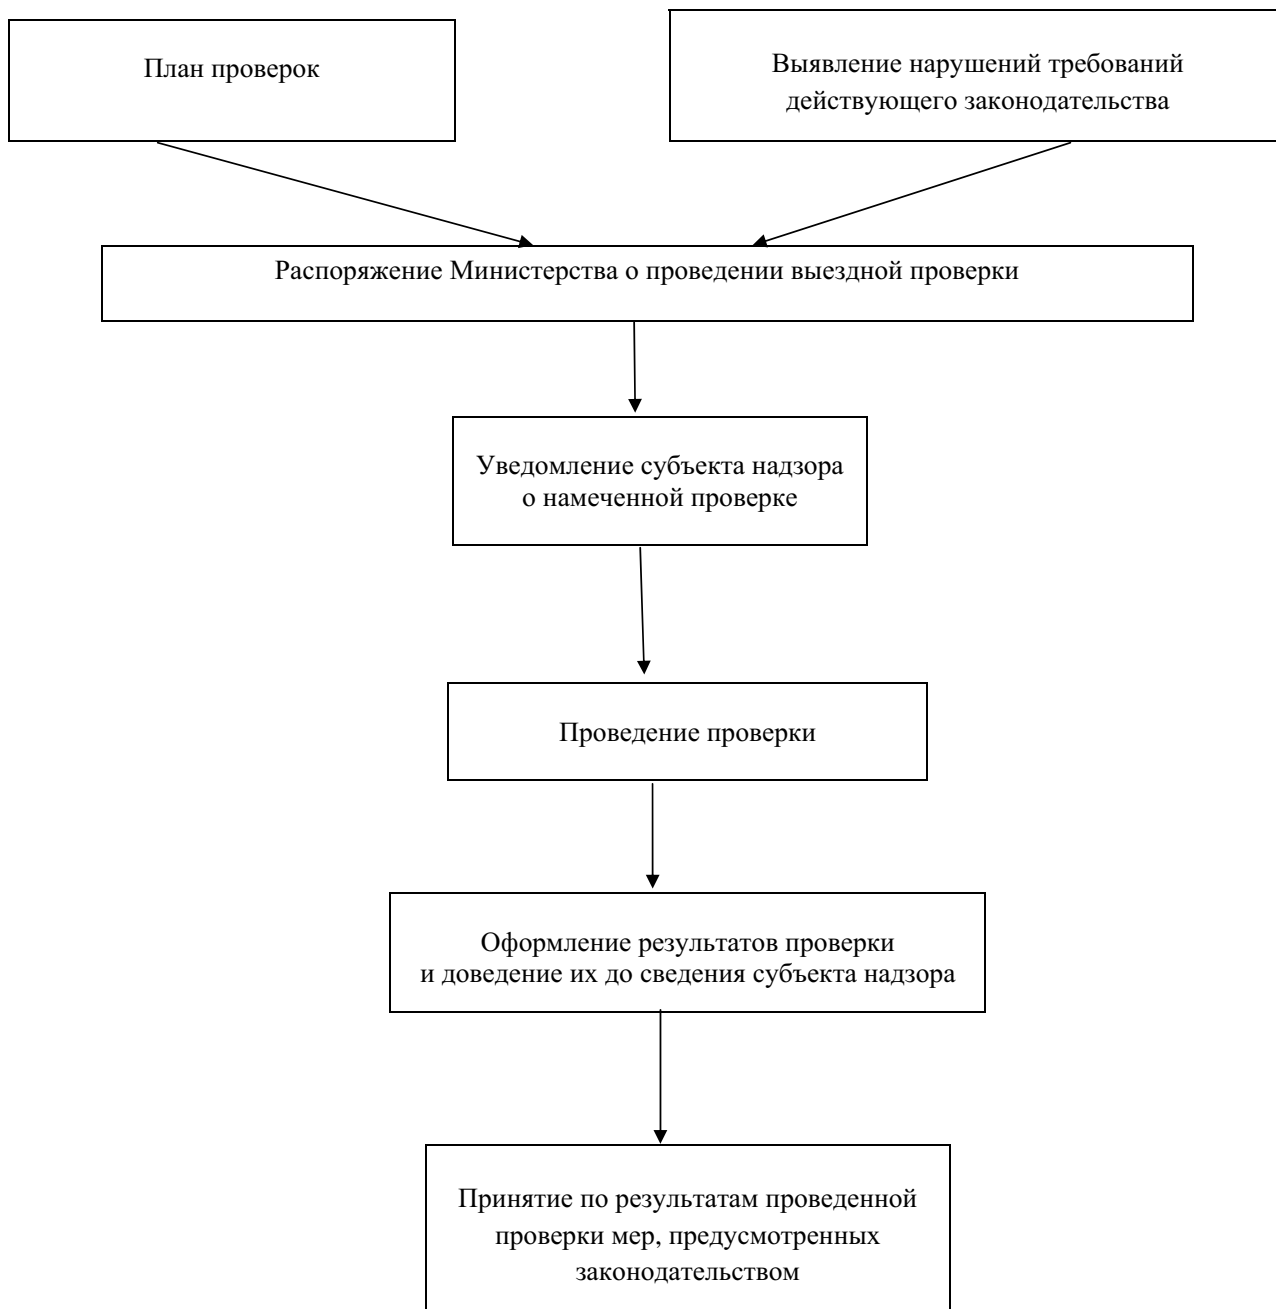 План проверок
Выявление нарушений требований
действующего законодательства
Распоряжение Министерства о проведении выездной проверки
Уведомление субъекта надзора
о намеченной проверке
Проведение проверки
Оформление результатов проверки
и доведение их до сведения субъекта надзора
Принятие по результатам проведенной
проверки мер, предусмотренных
законодательством